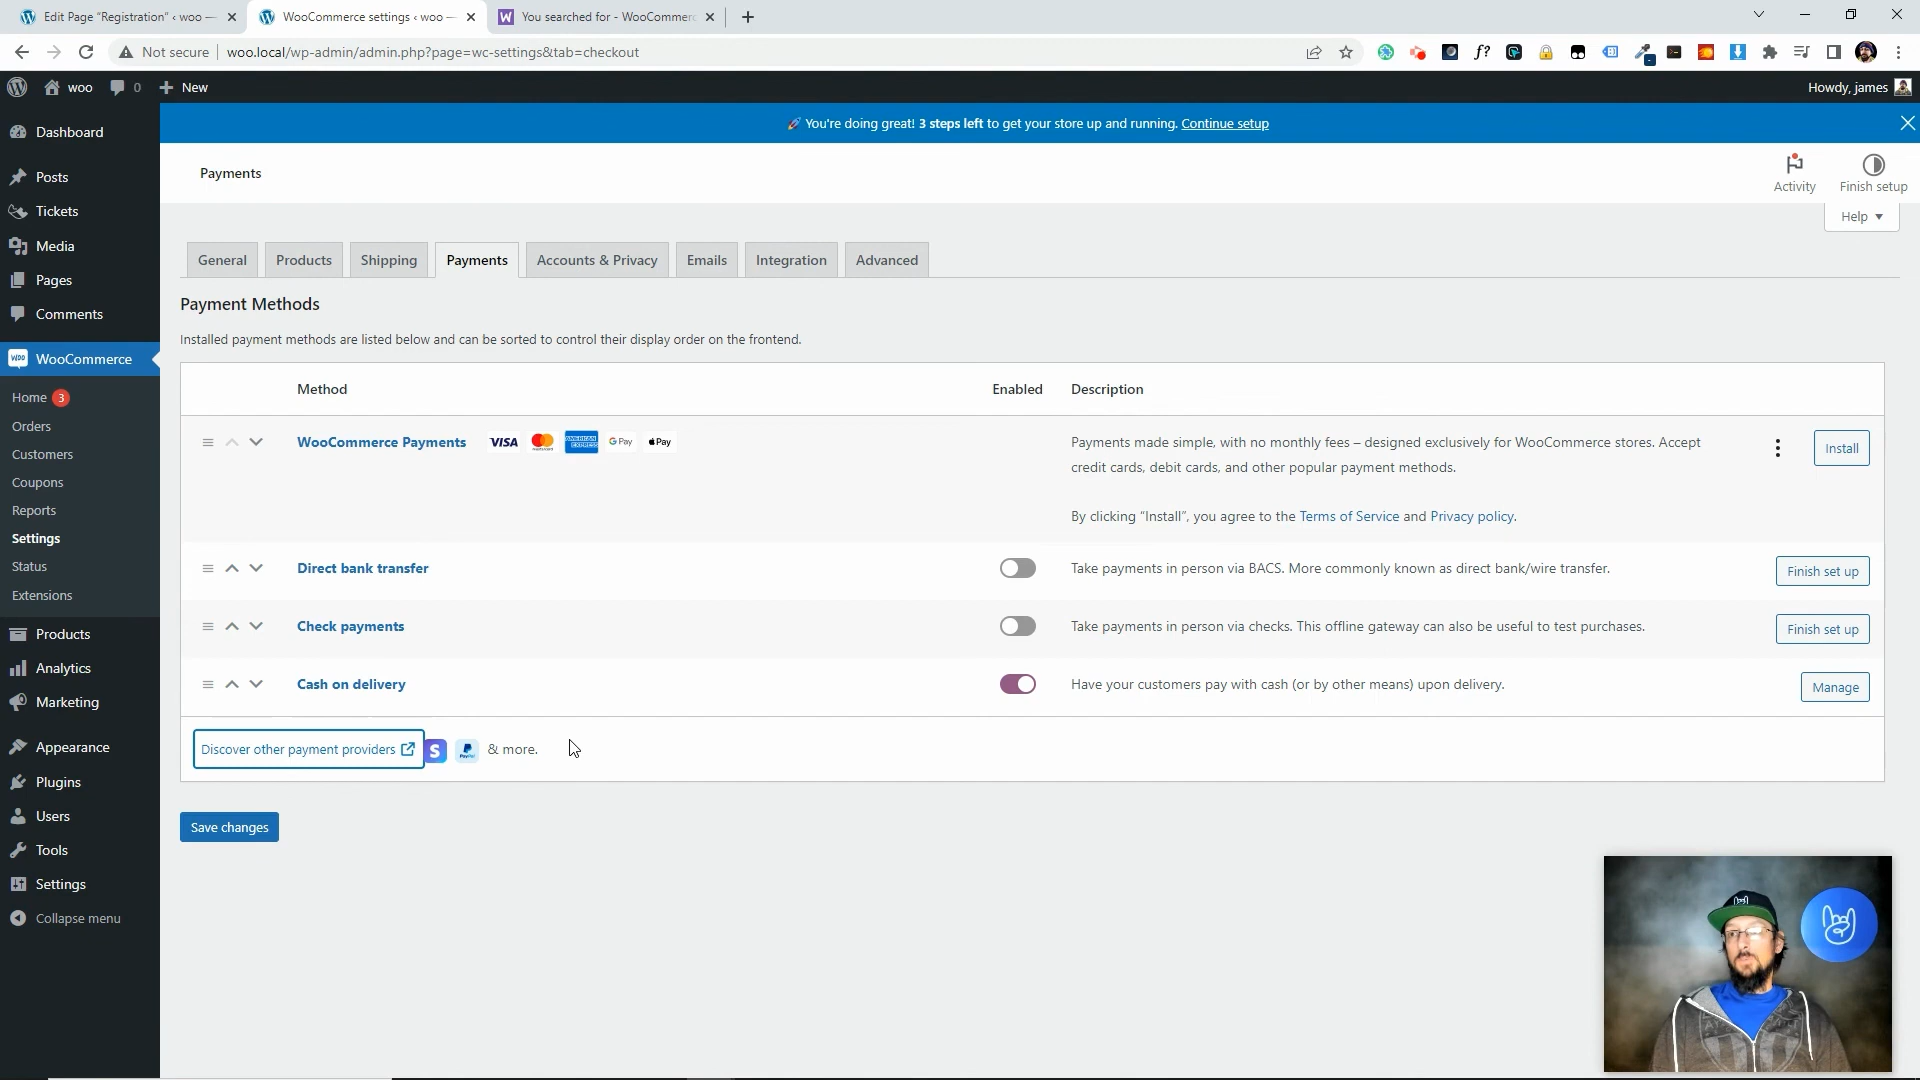 Edit Page "Registration" ‹ woo —
WooCommerce settings ‹ woo —
You searched for - WooCommerc
Not secure
woo.local/wp-admin/admin.php?page=wc-settings&tab=checkout
f?
woo
0
New
Howdy, james
🚀 You're doing great! 3 steps left to get your store up and running. Continue setup
Dashboard
Posts
Tickets
Media
Pages
Comments
WooCommerce
Home 3
Orders
Customers
Coupons
Reports
Settings
Status
Extensions
Products
Analytics
Marketing
Appearance
Plugins
Users
Tools
Settings
Collapse menu
Payments
Activity
Finish setup
Help
General
Products
Shipping
Payments
Accounts & Privacy
Emails
Integration
Advanced
Payment Methods
Installed payment methods are listed below and can be sorted to control their display order on the frontend.
Method
Enabled
Description
WooCommerce Payments
VISA
G Pay
Pay
Payments made simple, with no monthly fees – designed exclusively for WooCommerce stores. Accept
credit cards, debit cards, and other popular payment methods.
Install
By clicking “Install”, you agree to the Terms of Service and Privacy policy.
Direct bank transfer
Take payments in person via BACS. More commonly known as direct bank/wire transfer.
Finish set up
Check payments
Take payments in person via checks. This offline gateway can also be useful to test purchases.
Finish set up
Cash on delivery
Have your customers pay with cash (or by other means) upon delivery.
Manage
Discover other payment providers
S
& more.
Save changes